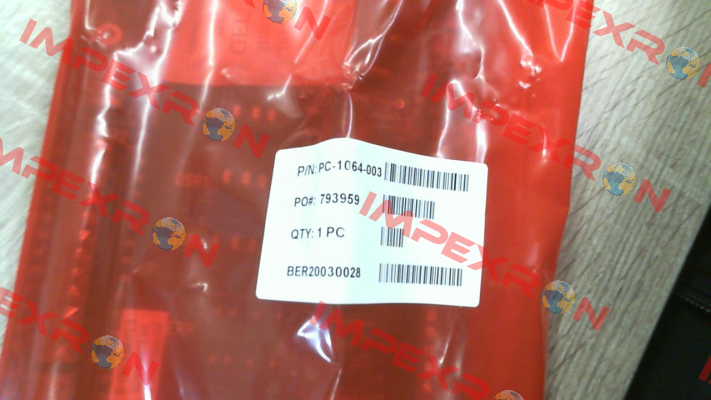 IMPEXRON
P/N: PC-1064-003
PO#: 793959
QTY: 1 PC
BER20030028